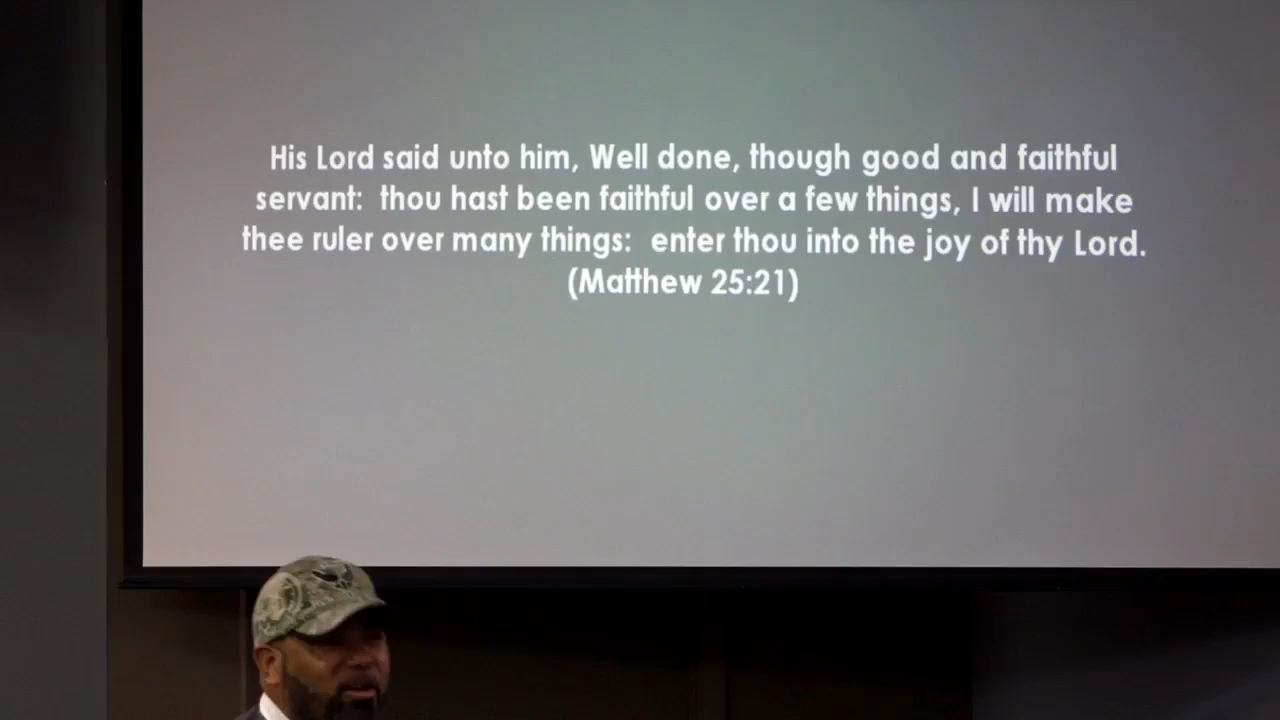 His Lord said unto him, Well done, though good and faithful
servant:  thou hast been faithful over a few things, I will make
thee ruler over many things:  enter thou into the joy of thy Lord.
(Matthew 25:21)